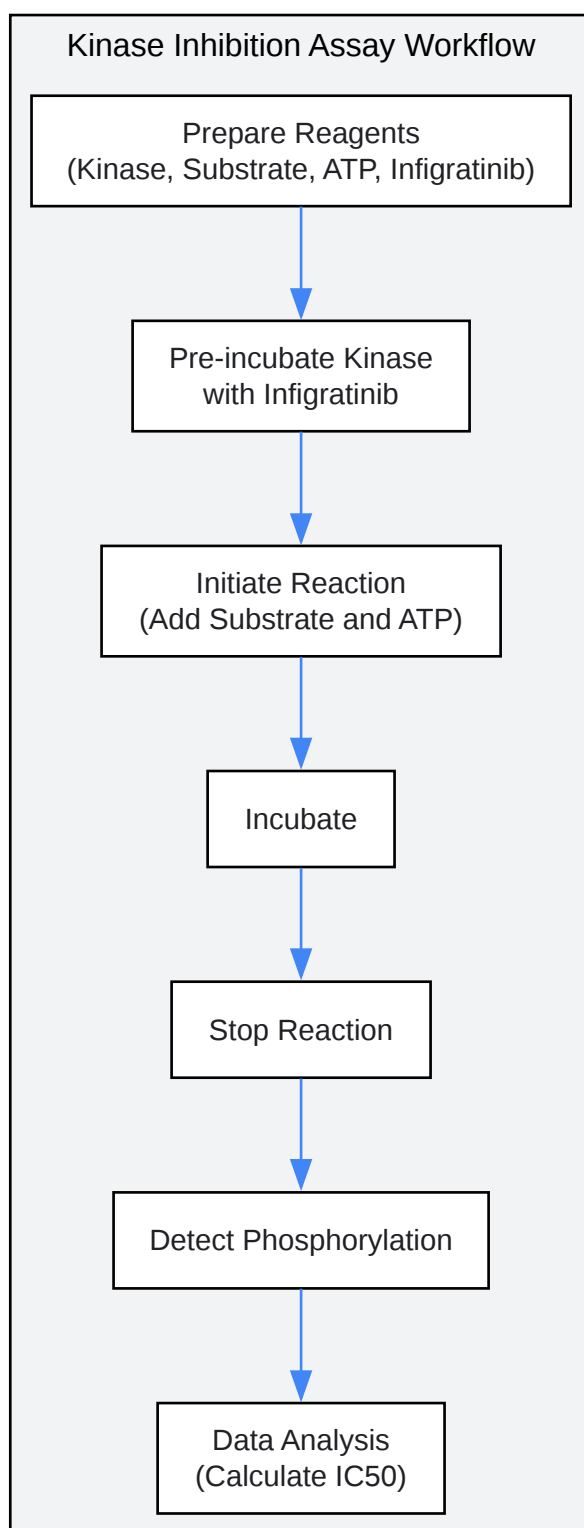 Kinase Inhibition Assay Workflow
Prepare Reagents
(Kinase, Substrate, ATP, Infigratinib)
Pre-incubate Kinase
with Infigratinib
Initiate Reaction
(Add Substrate and ATP)
Incubate
Stop Reaction
Detect Phosphorylation
Data Analysis
(Calculate IC50)